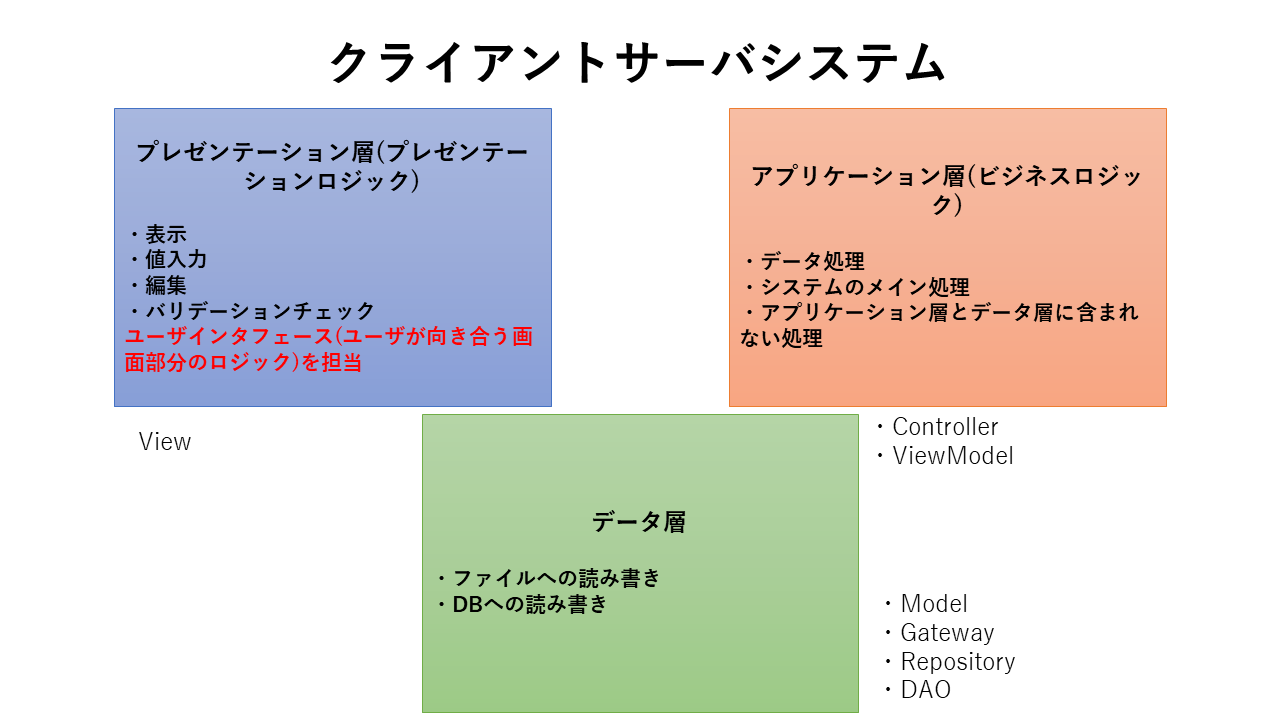 クライアントサーバシステム
プレゼンテーション層(プレゼンテー
ションロジック)
・表示
・値入力
・編集
・バリデーションチェック
ユーザインタフェース(ユーザが向き合う画
面部分のロジック)を担当
View
アプリケーション層(ビジネスロジッ
ク)
・データ処理
・システムのメイン処理
・アプリケーション層とデータ層に含まれ
ない処理
・Controller
・ViewModel
データ層
・ファイルへの読み書き
・DBへの読み書き
・Model
・Gateway
・Repository
・DAO